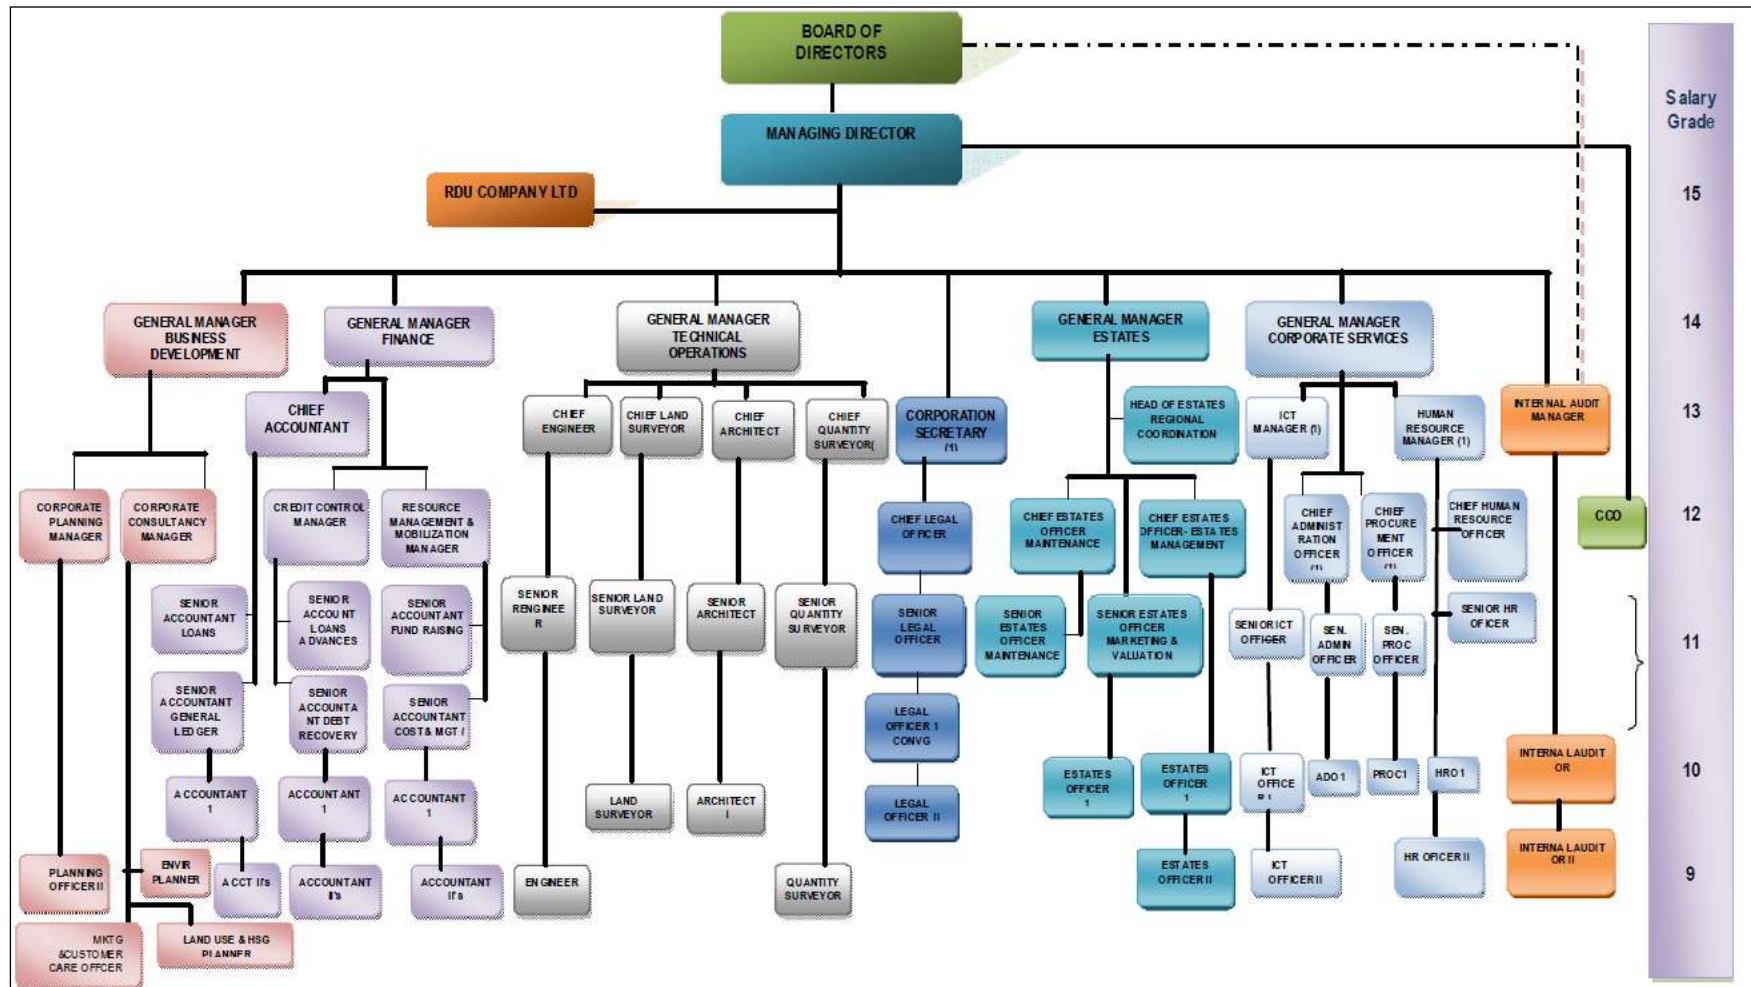 BOARD OF
DIRECTORS
MANAGING DIRECTOR
RDU COMPANY LTD
Salary
Grade
15
14
13
12
11
10
9
GENERAL MANAGER
BUSINESS
DEVELOPMENT
GENERAL MANAGER
FINANCE
GENERAL MANAGER
TECHNICAL
OPERATIONS
GENERAL MANAGER
ESTATES
GENERAL MANAGER
CORPORATE SERVICES
CHIEF
ACCOUNTANT
CHIEF
ENGINEER
CHIEF LAND
SURVEYOR
CHIEF
ARCHITECT
CHIEF
QUANTITY
SURVEYOR(
CORPORATION
SECRETARY
(1)
HEAD OF ESTATES
REGIONAL
COORDINATION
ICT
MANAGER (1)
HUMAN
RESOURCE
MANAGER (1)
INTERNAL AUDIT
MANAGER
CORPORATE
PLANNING
MANAGER
CORPORATE
CONSULTANCY
MANAGER
CREDIT CONTROL
MANAGER
RESOURCE
MANAGEMENT &
MOBILIZATION
MANAGER
CHIEF LEGAL
OFFICER
CHIEF ESTATES
OFFICER
MAINTENANCE
CHIEF ESTATES
OFFICER- ESTATES
MANAGEMENT
CHIEF
ADMINIST
RATION
OFFICER
(1)
CHIEF
PROCURE
MENT
OFFICER
(1)
CHIEF HUMAN
RESOURCE
OFFICER
CCO
SENIOR
ACCOUNTANT
LOANS
SENIOR
ACCOUNT
LOANS
ADVANCES
SENIOR
ACCOUNTANT
FUND RAISING
SENIOR
RENGINEE
R
SENIOR LAND
SURVEYOR
SENIOR
ARCHITECT
SENIOR
QUANTITY
SURVEYOR
SENIOR
LEGAL
OFFICER
SENIOR
ESTATES
OFFICER
MAINTENANCE
SENIOR ESTATES
OFFICER
MARKETING &
VALUATION
SENIOR ICT
OFFICER
SEN.
ADMIN
OFFICER
SEN.
PROC
OFFICER
SENIOR HR
OFICER
SENIOR
ACCOUNTANT
GENERAL
LEDGER
SENIOR
ACCOUNTA
NT DEBT
RECOVERY
SENIOR
ACCOUNTANT
COST & MGT /
LEGAL
OFFICER 1
CONVG
ACCOUNTANT
1
ACCOUNTANT
1
ACCOUNTANT
1
LAND
SURVEYOR
ARCHITECT
I
LEGAL
OFFICER II
ESTATES
OFFICER
1
ESTATES
OFFICER
1
ICT
OFFICE
R I
ADO 1
PROC1
HRO 1
INTERNAL AUDIT
OR
PLANNING
OFFICER II
ENVIR
PLANNER
ACCT II's
ACCOUNTANT
II's
ACCOUNTANT
II's
ENGINEER
QUANTITY
SURVEYOR
ESTATES
OFFICER II
ICT
OFFICER II
HR OFICER II
INTERNAL AUDIT
OR II
MKTG
&CUSTOMER
CARE OFFCER
LAND USE & HSG
PLANNER